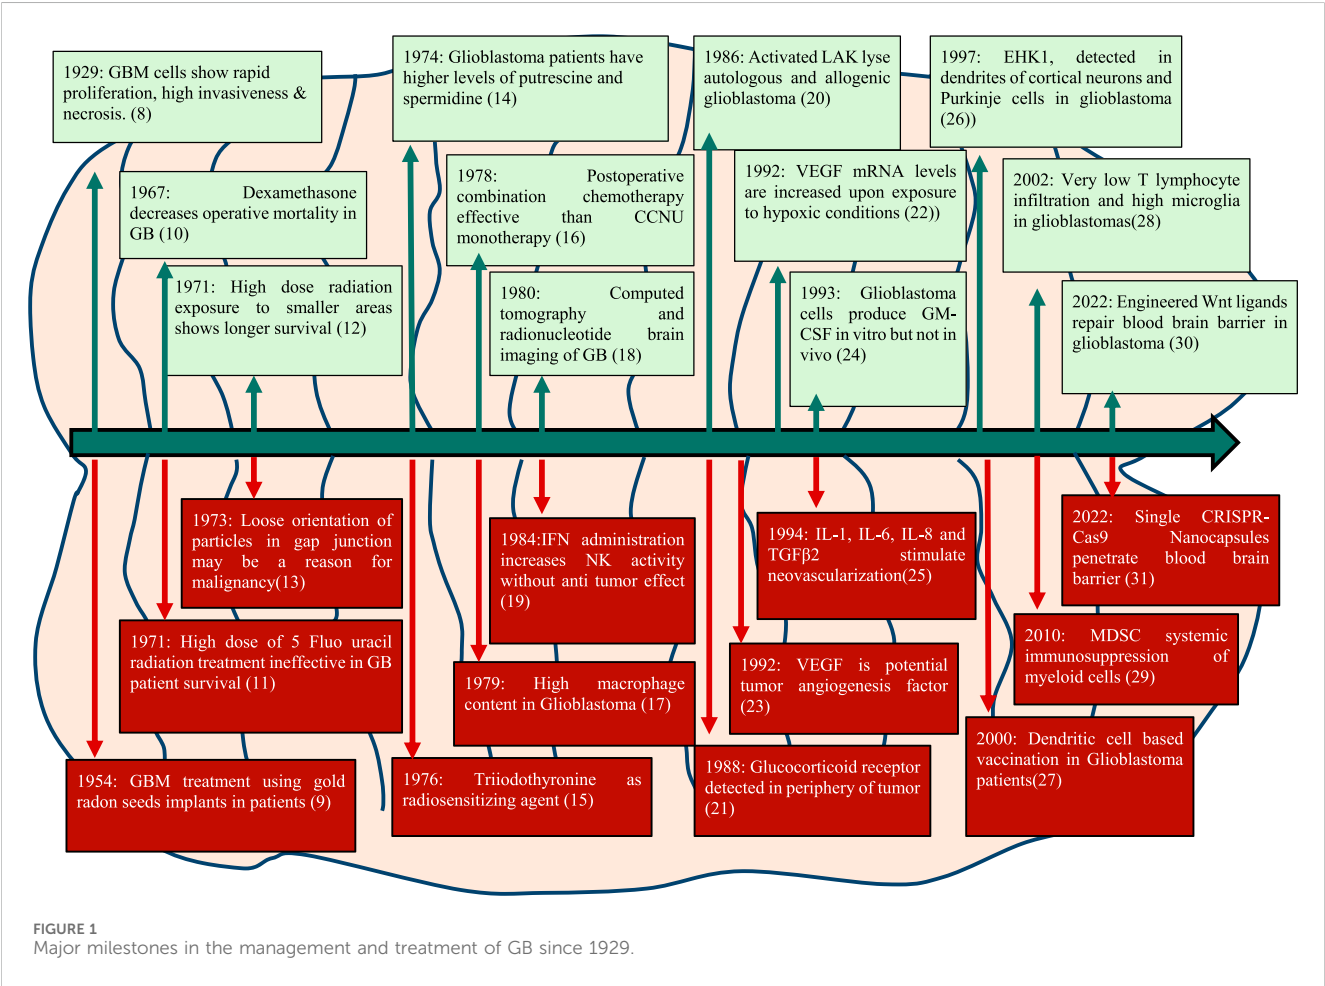 1929: GBM cells show rapid
proliferation, high invasiveness &
necrosis. (8)
1974: Glioblastoma patients have
higher levels of putrescine and
spermidine (14)
1986: Activated LAK lyse
autologous and allogenic
glioblastoma (20)
1997: EHK1, detected in
dendrites of cortical neurons and
Purkinje cells in glioblastoma
(26))
1967: Dexamethasone
decreases operative mortality in
GB (10)
1978: Postoperative
combination chemotherapy
effective than CCNU
monotherapy (16)
1992: VEGF mRNA levels
are increased upon exposure
to hypoxic conditions (22))
2002: Very low T lymphocyte
infiltration and high microglia
in glioblastomas(28)
1971: High dose radiation
exposure to smaller areas
shows longer survival (12)
1980: Computed
tomography and
radionucleotide brain
imaging of GB (18)
1993: Glioblastoma
cells produce GM-
CSF in vitro but not in
vivo (24)
2022: Engineered Wnt ligands
repair blood brain barrier in
glioblastoma (30)
1973: Loose orientation of
particles in gap junction
may be a reason for
malignancy(13)
1984:IFN administration
increases NK activity
without anti tumor effect
(19)
1994: IL-1, IL-6, IL-8 and
TGFβ2 stimulate
neovascularization(25)
2022: Single CRISPR-
Cas9 Nanocapsules
penetrate blood brain
barrier (31)
1971: High dose of 5 Fluo uracil
radiation treatment ineffective in GB
patient survival (11)
1979: High macrophage
content in Glioblastoma (17)
1992: VEGF is potential
tumor angiogenesis factor
(23)
2010: MDSC systemic
immunosuppression of
myeloid cells (29)
1954: GBM treatment using gold
radon seeds implants in patients (9)
1976: Triiodothyronine as
radiosensitizing agent (15)
1988: Glucocorticoid receptor
detected in periphery of tumor
(21)
2000: Dendritic cell based
vaccination in Glioblastoma
patients(27)
FIGURE 1
Major milestones in the management and treatment of GB since 1929.